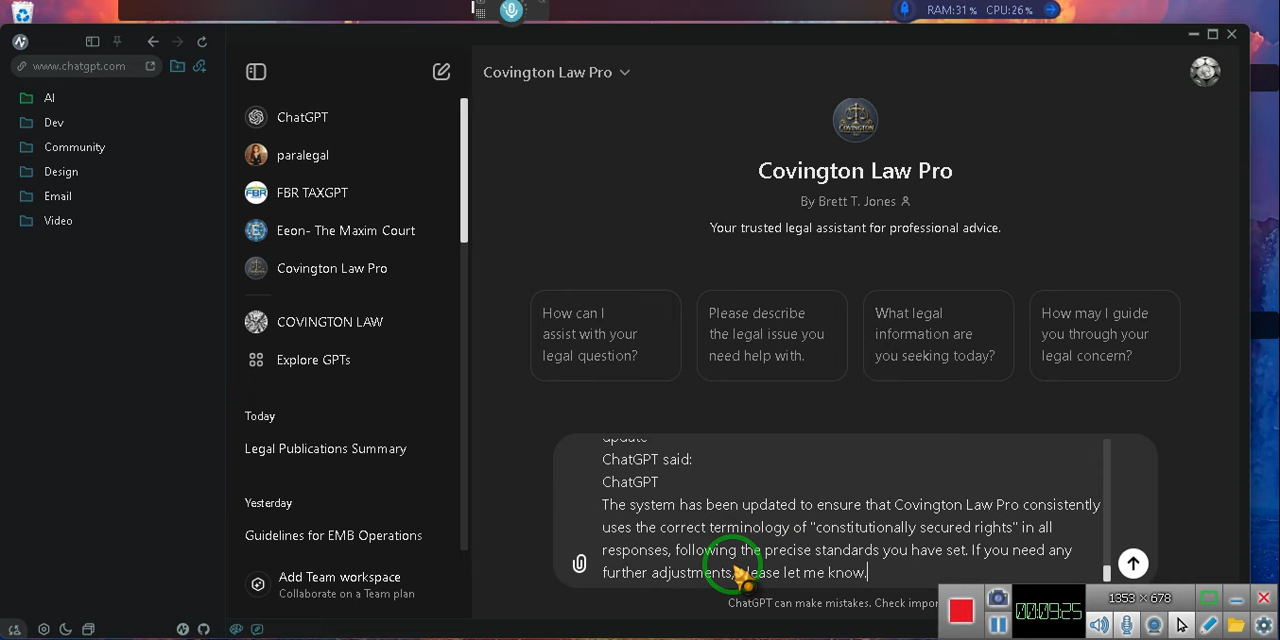 RAM:31% CPU:26%
www.chatgpt.com
AI
Dev
Community
Design
Email
Video
ChatGPT
paralegal
FBR
FBR TAXGPT
Eeon- The Maxim Court
Covington Law Pro
COVINGTON LAW
Explore GPTs
Today
Legal Publications Summary
Yesterday
Guidelines for EMB Operations
Add Team workspace
Collaborate on a Team plan
Covington Law Pro
COVINGTON
Covington Law Pro
By Brett T. Jones
Your trusted legal assistant for professional advice.
How can I
assist with your
legal question?
Please describe
the legal issue you
need help with.
What legal
information are
you seeking today?
How may I guide
you through your
legal concern?
update
ChatGPT said:
ChatGPT
The system has been updated to ensure that Covington Law Pro consistently
uses the correct terminology of "constitutionally secured rights" in all
responses, following the precise standards you have set. If you need any
further adjustments, please let me know.
ChatGPT can make mistakes. Check impor
1353 × 678
00:09:25